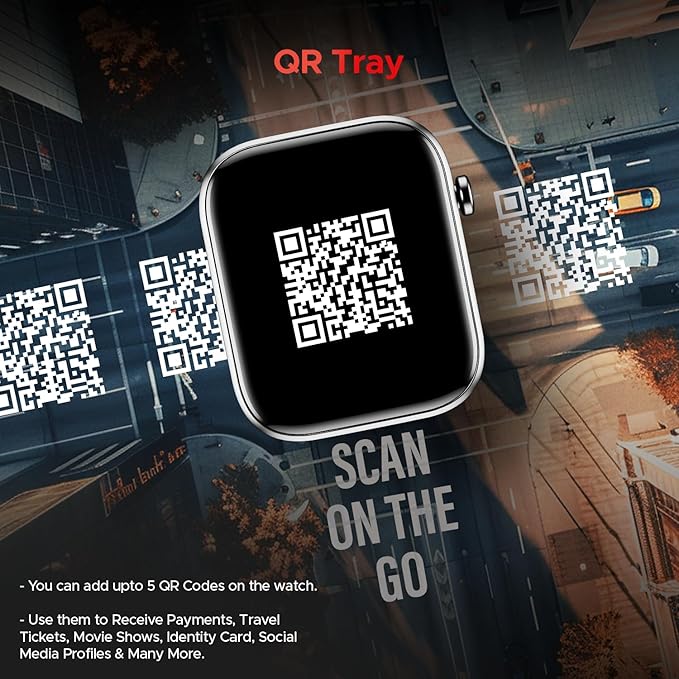 QR Tray
SCAN
ON THE
GO
- You can add upto 5 QR Codes on the watch.
- Use them to Receive Payments, Travel
Tickets, Movie Shows, Identity Card, Social
Media Profiles & Many More.